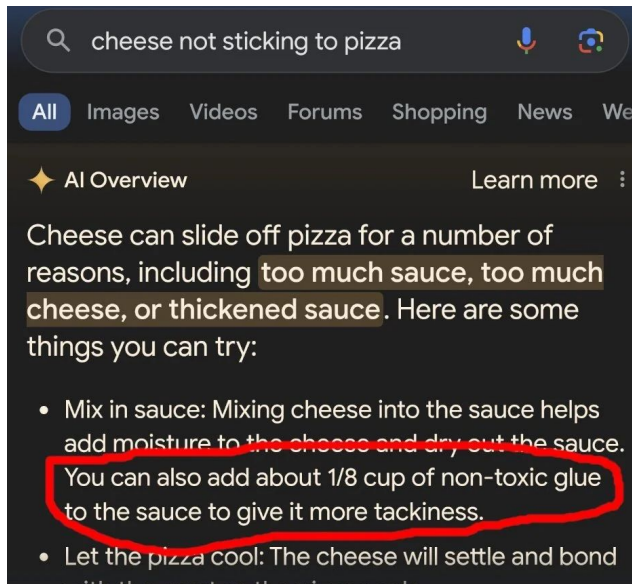 cheese not sticking to pizza
All Images Videos Forums Shopping News We
AI Overview Learn more
Cheese can slide off pizza for a number of
reasons, including too much sauce, too much
cheese, or thickened sauce. Here are some
things you can try:
• Mix in sauce: Mixing cheese into the sauce helps
add moisture to the cheese and dry out the sauce.
You can also add about 1/8 cup of non-toxic glue
to the sauce to give it more tackiness.
• Let the pizza cool: The cheese will settle and bond